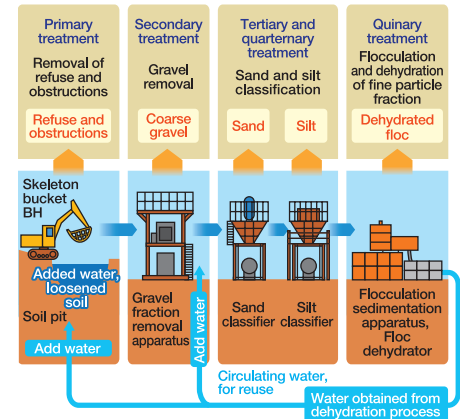 Primary
treatment
Removal of
refuse and
obstructions
Refuse and
obstructions
Secondary
treatment
Gravel
removal
Coarse
gravel
Tertiary and
quarternary
treatment
Sand and silt
classification
Sand
Silt
Quinary
treatment
Flocculation
and dehydration
of fine particle
fraction
Dehydrated
floc
Skeleton
bucket
BH
Added water,
loosened
soil
Soil pit
Add water
Gravel
fraction
removal
apparatus
Add water
Sand
classifier
Silt
classifier
Flocculation
sedimentation
apparatus,
Floc
dehydrator
Circulating water,
for reuse
Water obtained from
dehydration process